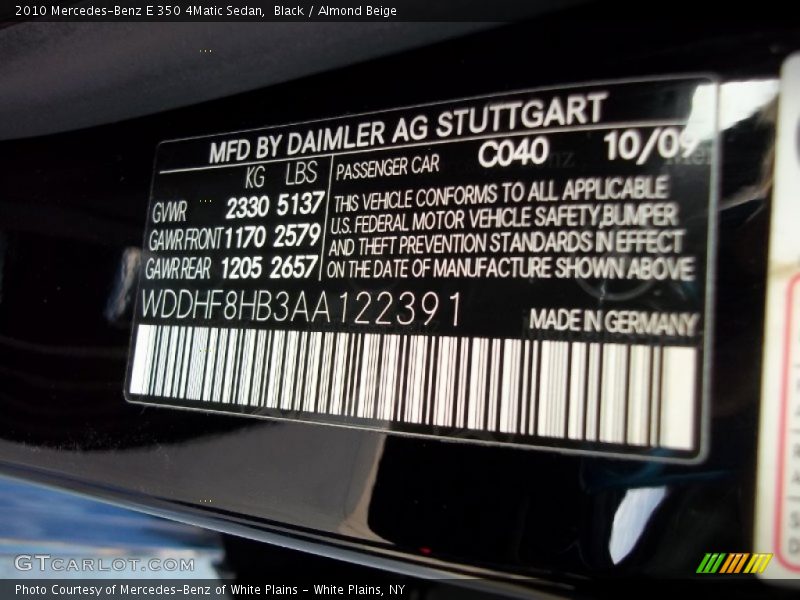 2010 Mercedes-Benz E 350 4Matic Sedan,  Black / Almond Beige
MFD BY DAIMLER AG STUTTGART
C040 10/09
KG LBS
GVWR 2330 5137
GAWR FRONT 1170 2579
GAWR REAR 1205 2657
PASSENGER CAR
THIS VEHICLE CONFORMS TO ALL APPLICABLE
U.S. FEDERAL MOTOR VEHICLE SAFETY,BUMPER
AND THEFT PREVENTION STANDARDS IN EFFECT
ON THE DATE OF MANUFACTURE SHOWN ABOVE
WDDHF8HB3AA122391
MADE IN GERMANY
GTCARLOT.COM
Photo Courtesy of Mercedes-Benz of White Plains - White Plains, NY